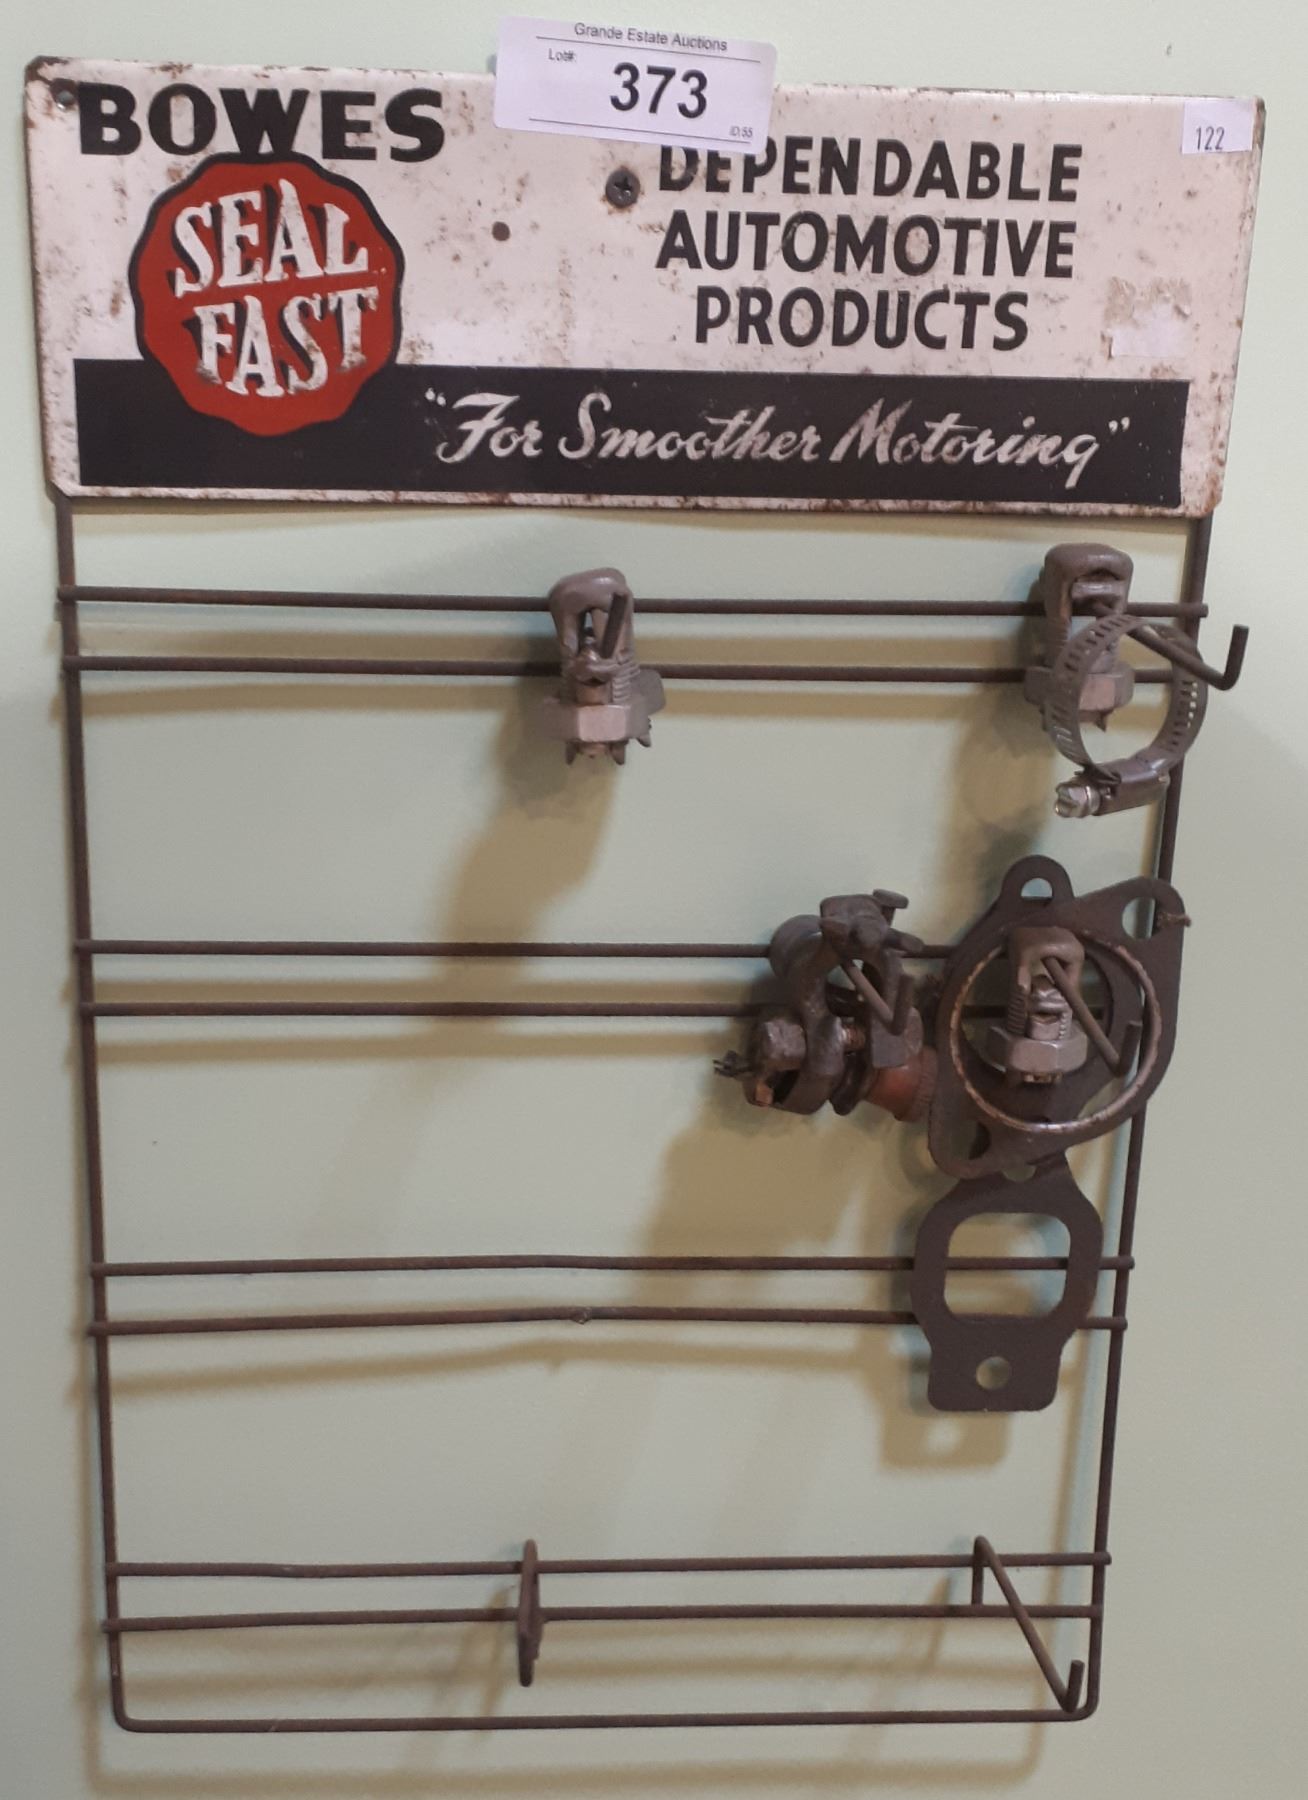 Grande Estate Auctions
Lot#:
373
ID:55
122
BOWES
SEAL
FAST
DEPENDABLE
AUTOMOTIVE
PRODUCTS
"For Smoother Motoring"